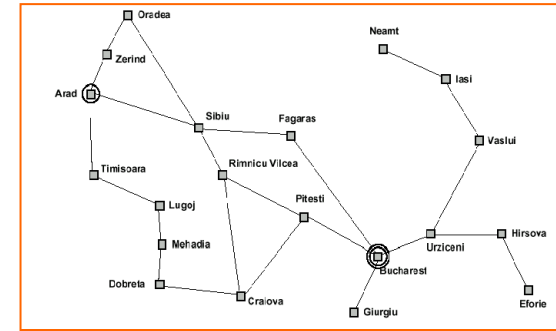 Oradea
Neamt
Zerind
Iasi
Arad
Sibiu
Fagaras
Vaslui
Timisoara
Rimnicu Vilcea
Pitesti
Lugoj
Hirsova
Mehadia
Urziceni
Bucharest
Dobreta
Craiova
Giurgiu
Eforie